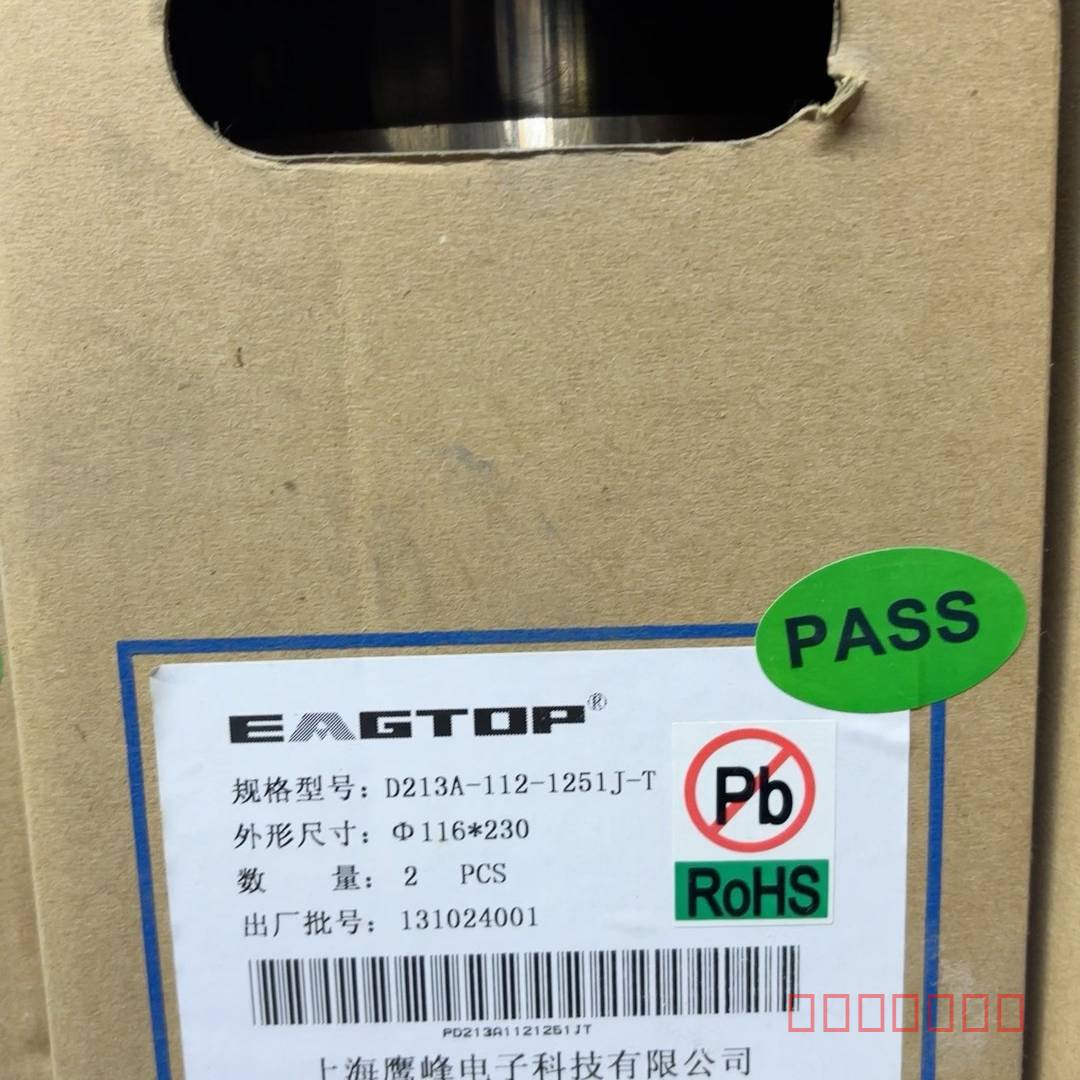 PASS
EAGTOP®
规格型号：D213A-112-1251J-T
外形尺寸：Φ116*230
数 量：2 PCS
出厂批号：131024001
Pb
RoHS
PD213A1121251JT
上海鹰峰电子科技有限公司